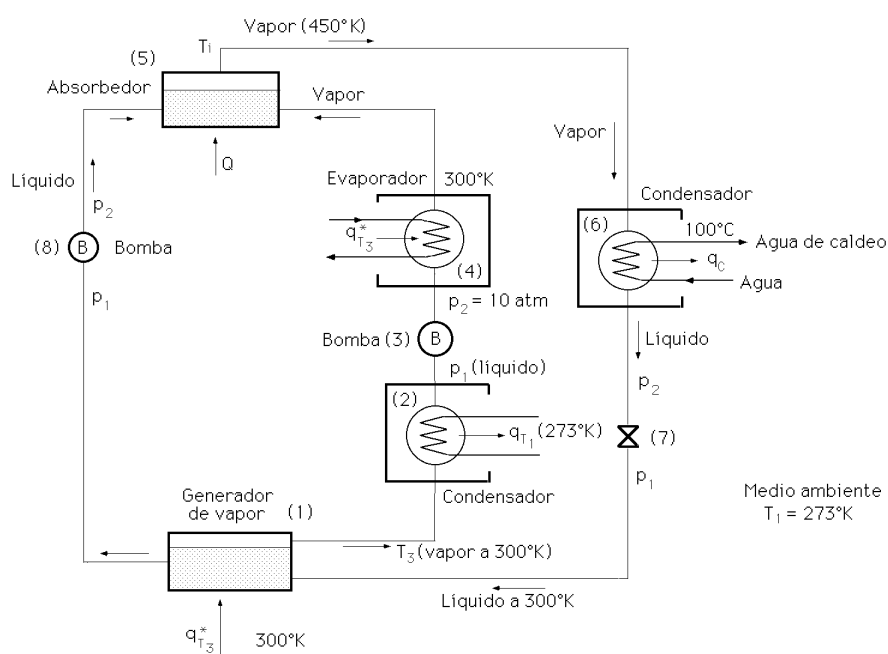 Vapor (450°K)
(5)
Ti
Absorbedor
Vapor
Q
Vapor
Líquido
p2
Evaporador
300°K
Condensador
(6)
100°C
Agua de caldeo
qC
Agua
q*T3
(4)
(8)
B
Bomba
p2 = 10 atm
p1
Bomba (3)
B
Líquido
p1 (líquido)
p2
(2)
qT1 (273°K)
(7)
p1
Condensador
Medio ambiente
T1 = 273°K
Generador
de vapor
(1)
T3 (vapor a 300°K)
Líquido a 300°K
q*T3
300°K